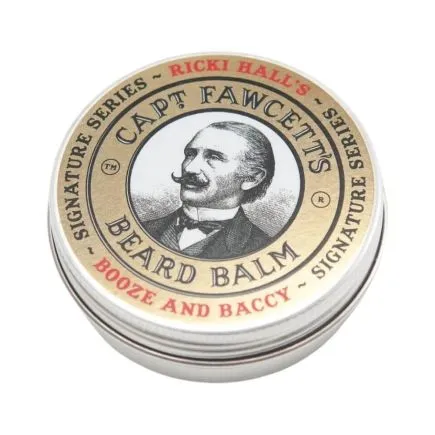 ~ RICKI HALL'S ~
SIGNATURE SERIES
CAPT FAWCETT'S
TM
®
BEARD BALM
SIGNATURE SERIES
~ BOOZE AND BACCY ~